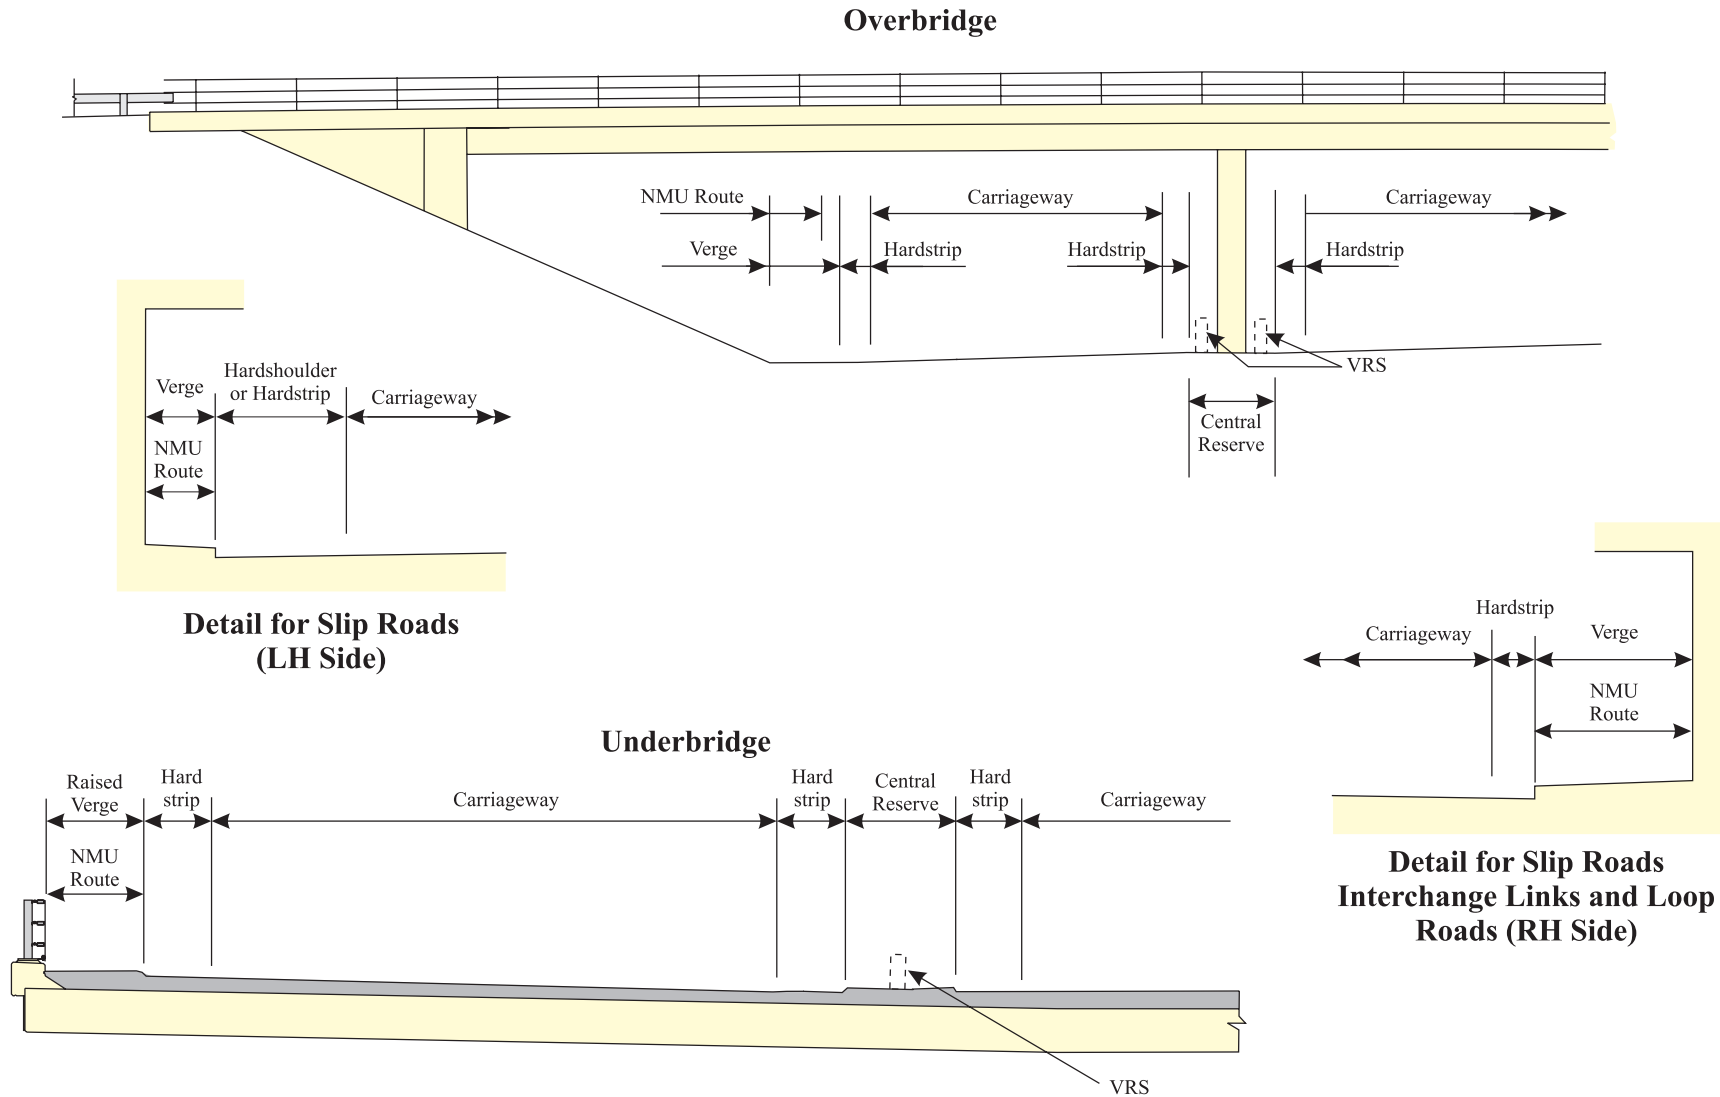 Overbridge
NMU Route
Carriageway
Carriageway
Verge
Hardstrip
Hardstrip
Hardstrip
VRS
Central
Reserve
Hardshoulder
or Hardstrip
Verge
Carriageway
NMU
Route
Detail for Slip Roads
(LH Side)
Hardstrip
Carriageway
Verge
NMU
Route
Detail for Slip Roads
Interchange Links and Loop
Roads (RH Side)
Underbridge
Raised
Verge
Hard
strip
Carriageway
Hard
strip
Central
Reserve
Hard
strip
Carriageway
NMU
Route
VRS